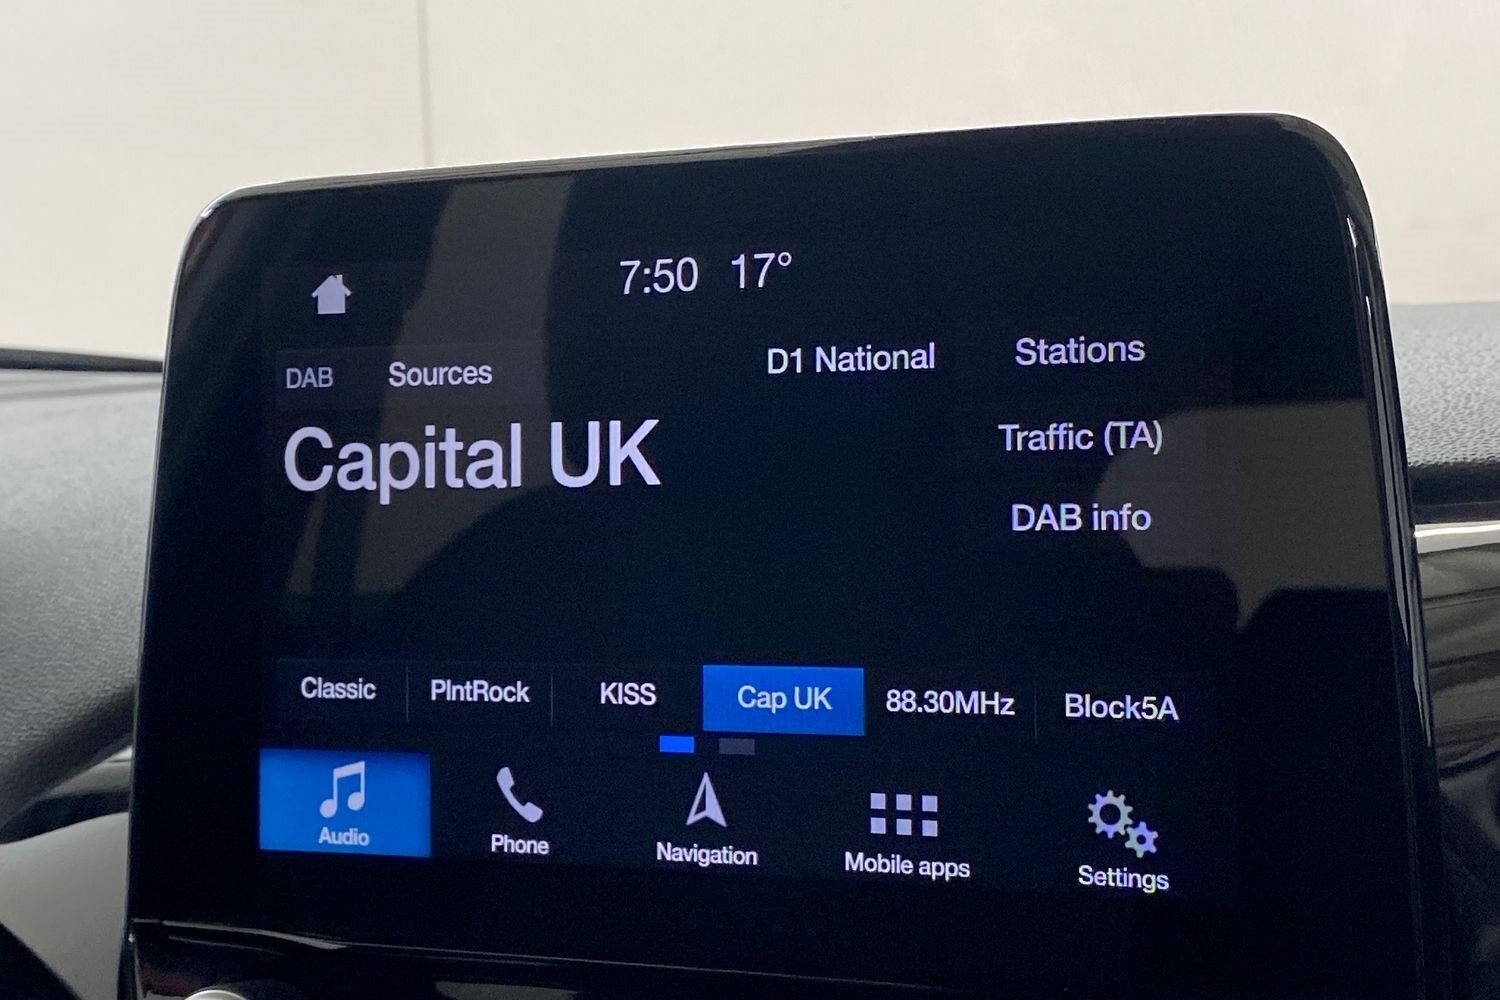 7:50 17°
DAB Sources D1 National Stations
Capital UK
Traffic (TA)
DAB info
Classic PlntRock KISS Cap UK 88.30MHz Block5A
Audio Phone Navigation Mobile apps Settings